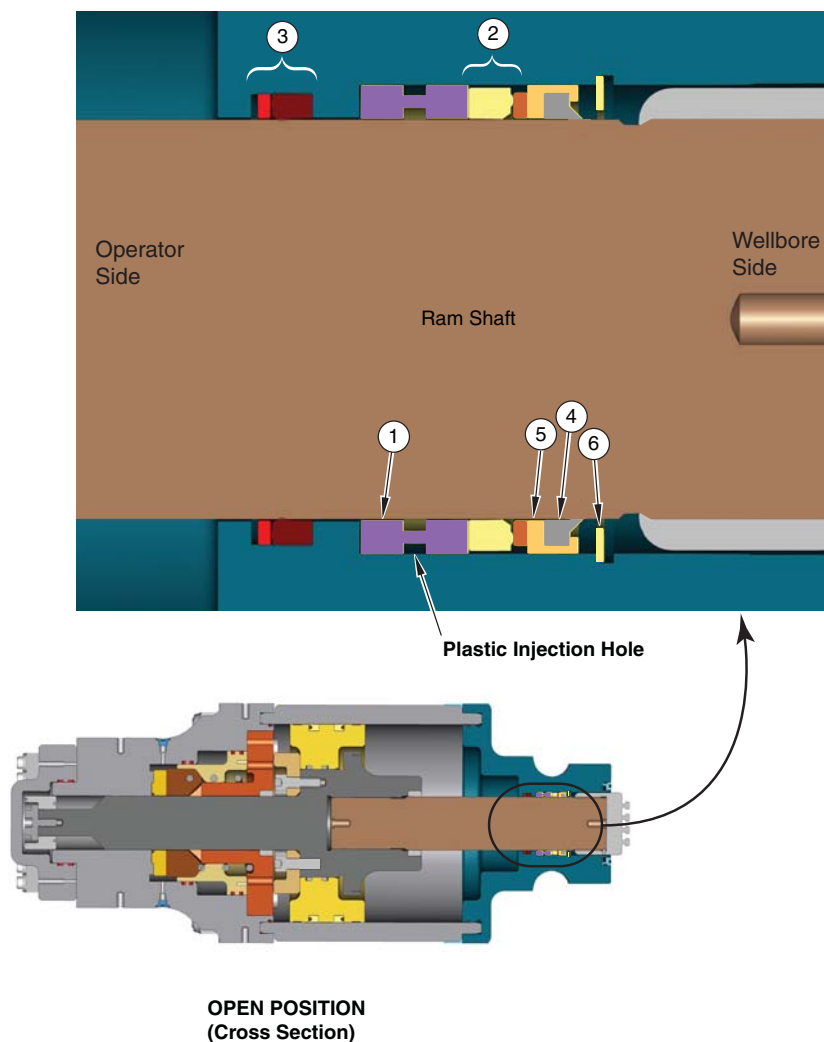 3
2
Operator
Side
Wellbore
Side
Ram Shaft
1
5
4
6
Plastic Injection Hole
OPEN POSITION
(Cross Section)